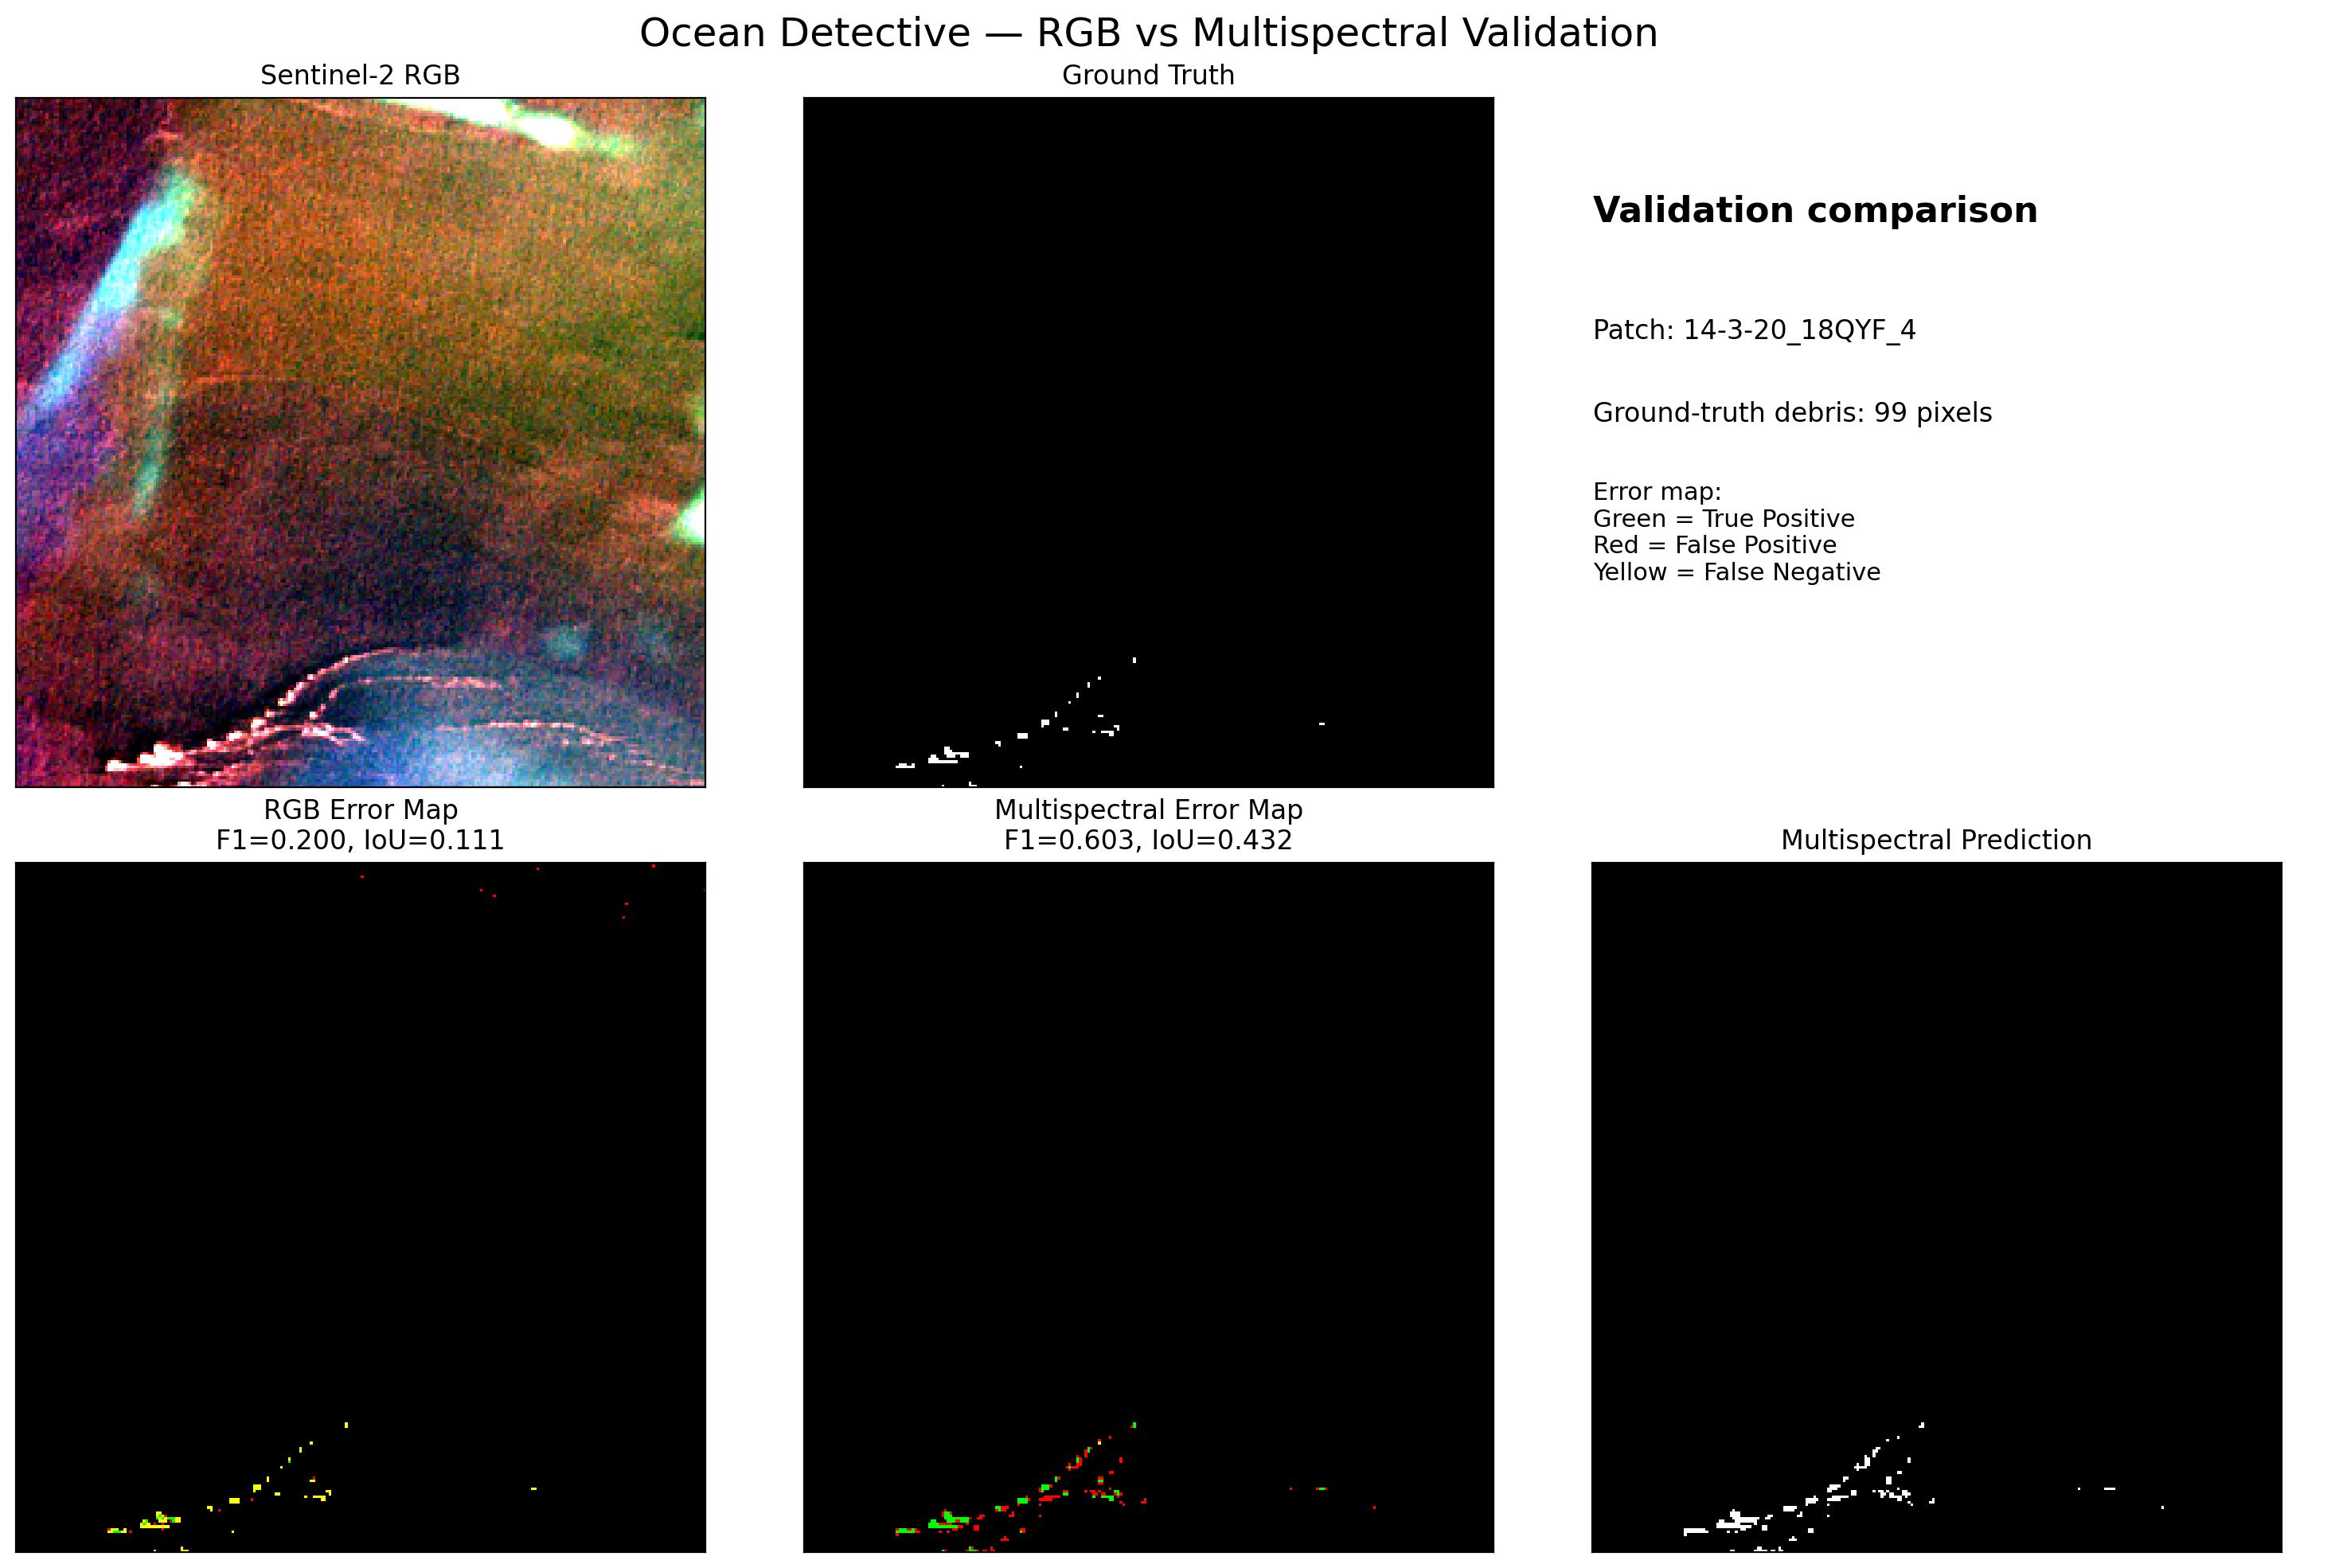 Ocean Detective — RGB vs Multispectral Validation
Sentinel-2 RGB
Ground Truth
Validation comparison
Patch: 14-3-20_18QYF_4
Ground-truth debris: 99 pixels
Error map:
Green = True Positive
Red = False Positive
Yellow = False Negative
RGB Error Map
F1=0.200, IoU=0.111
Multispectral Error Map
F1=0.603, IoU=0.432
Multispectral Prediction